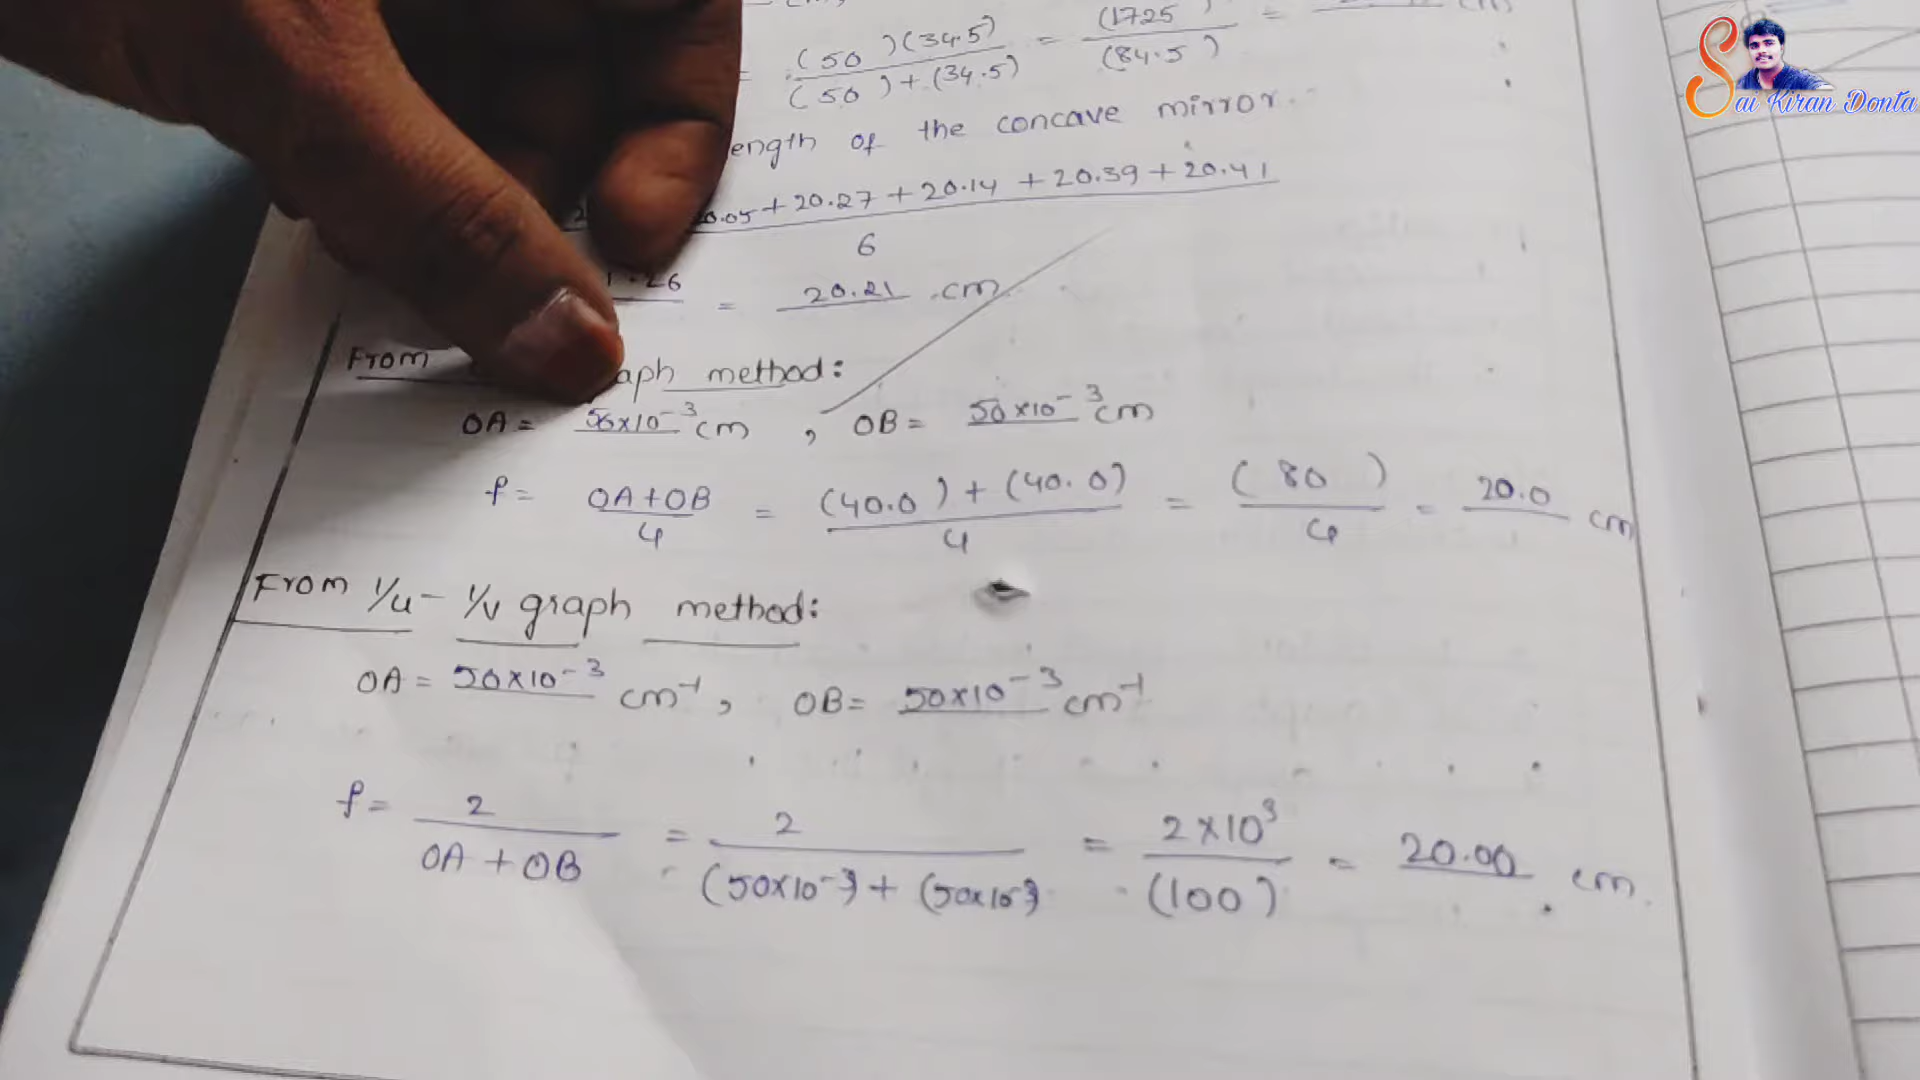 = (50)(34.5) / (50)+(34.5) = (1725) / (84.5) = cm
ength of the concave mirror.
0.05+20.27+20.14+20.39+20.41
6
.26 = 20.21 cm
From aph method:
OA = 50×10⁻³ cm, OB = 50×10⁻³ cm
f = OA+OB / 4 = (40.0)+(40.0) / 4 = (80) / 4 = 20.0 cm
From 1/u - 1/v graph method:
OA = 50×10⁻³ cm⁻¹, OB = 50×10⁻³ cm⁻¹
f = 2 / OA + OB = 2 / (50×10⁻³)+(50×10⁻³) = 2×10³ / (100) = 20.00 cm.
Sai Kiran Donta